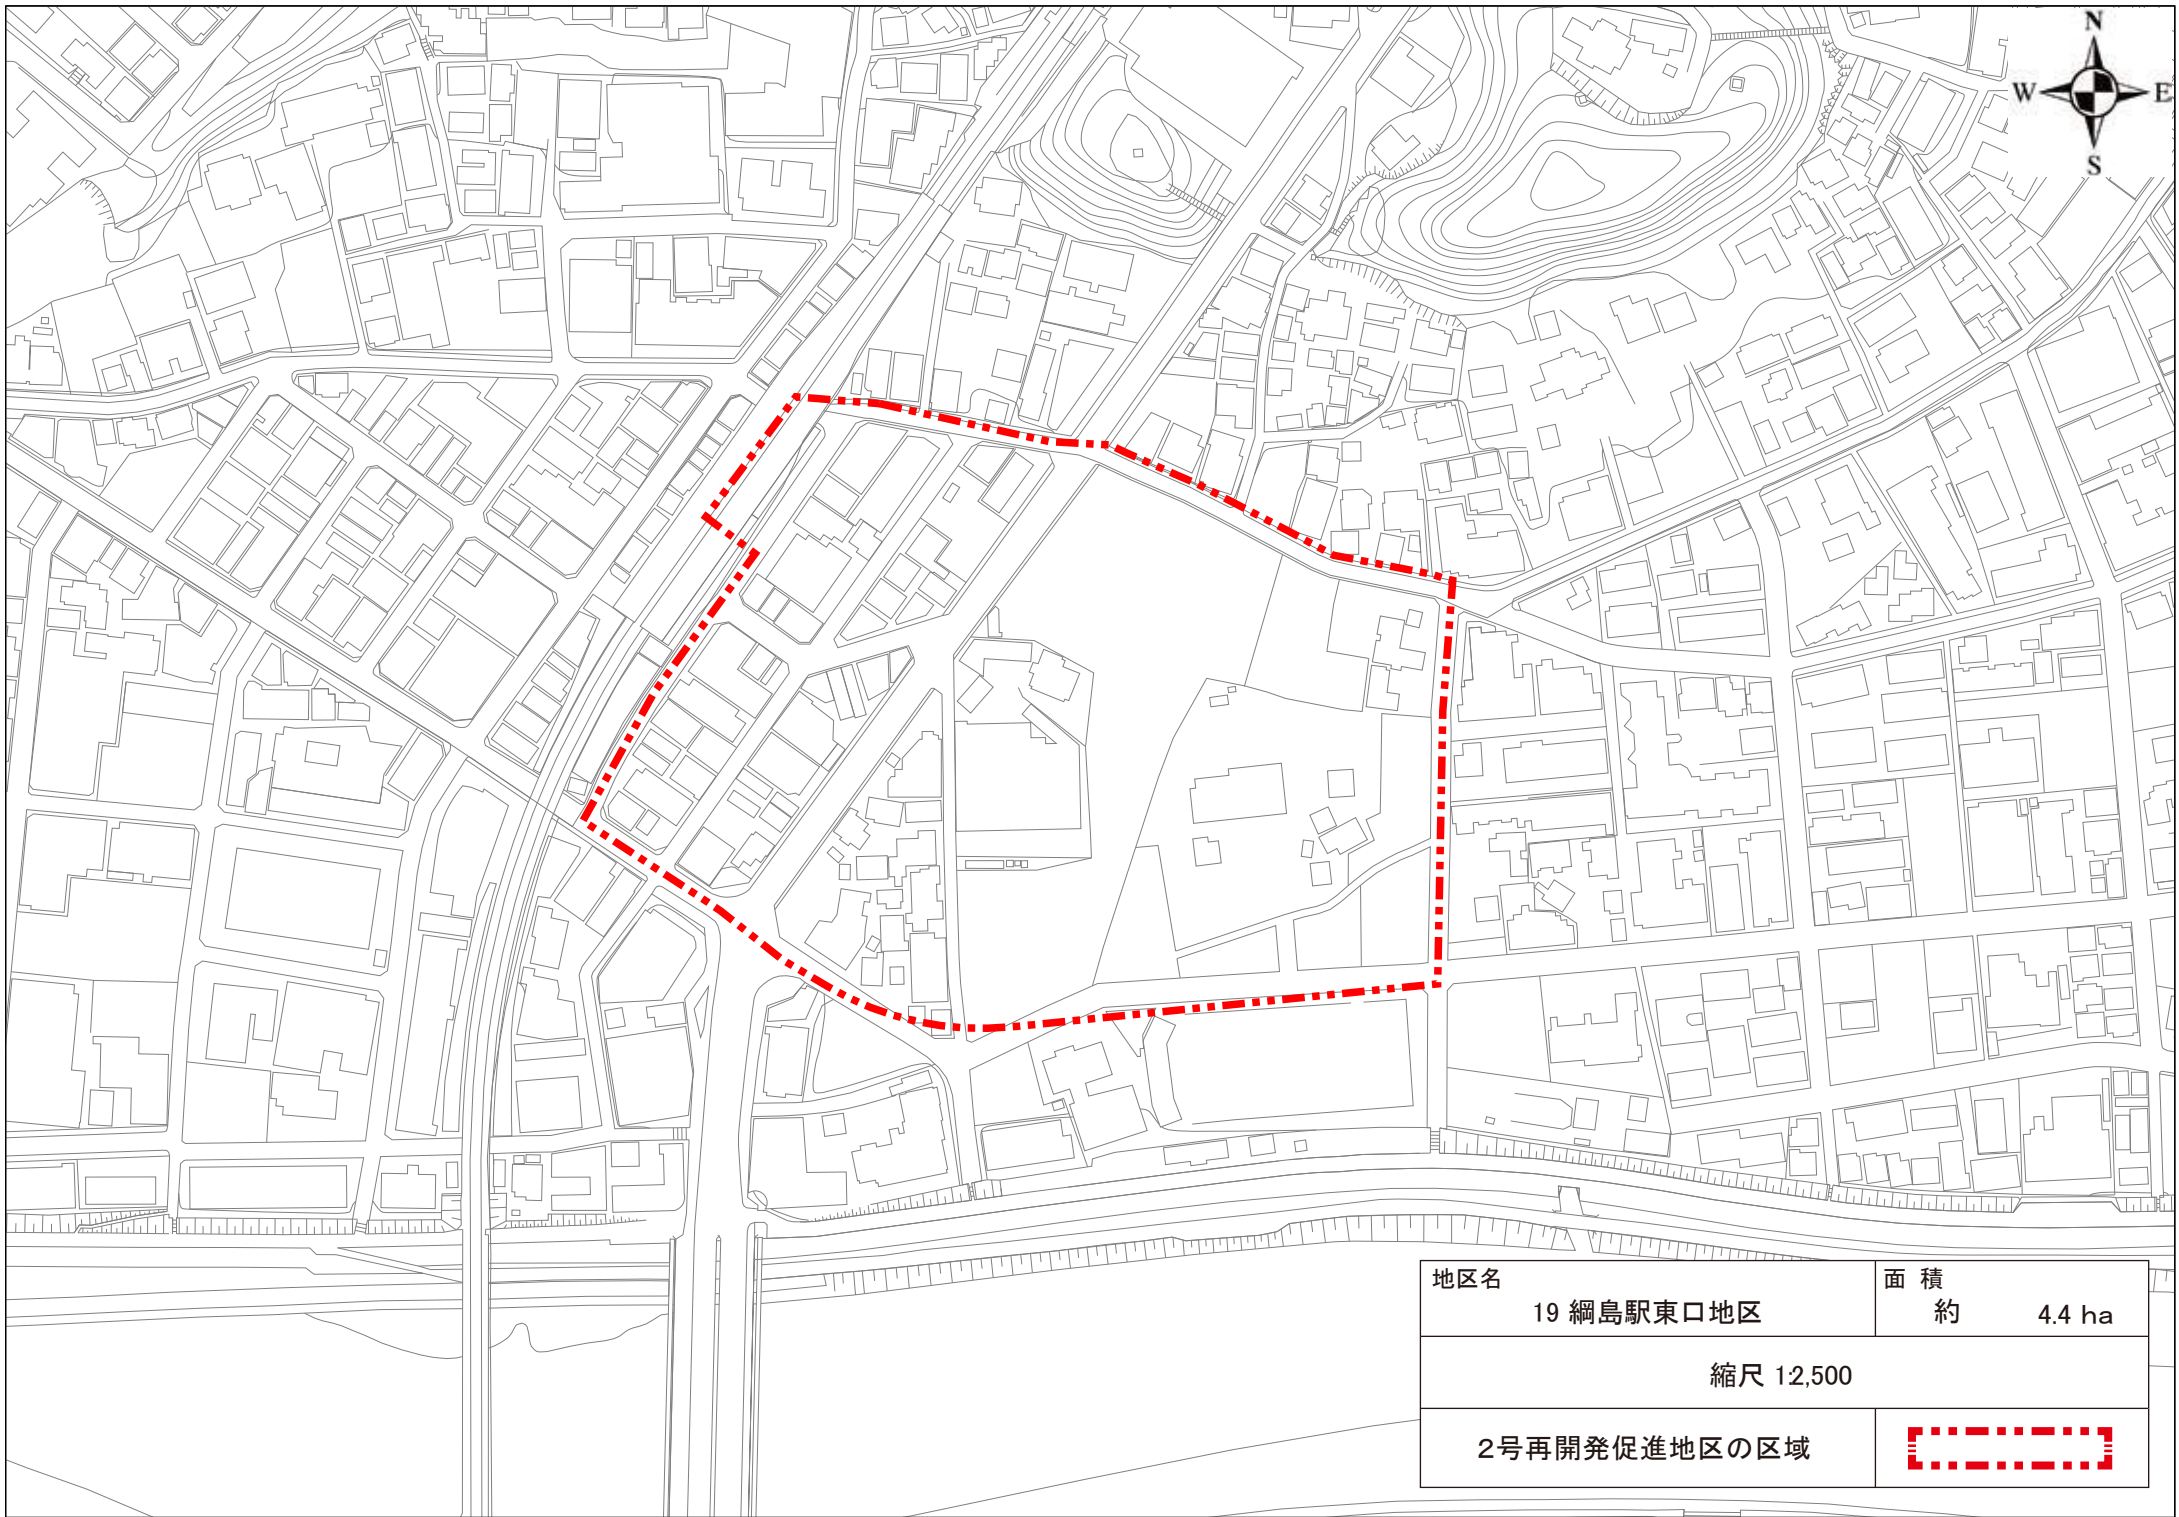 N
W E
S
地区名
19 綱島駅東口地区
面 積
約 4.4 ha
縮尺 1:2,500
2号再開発促進地区の区域